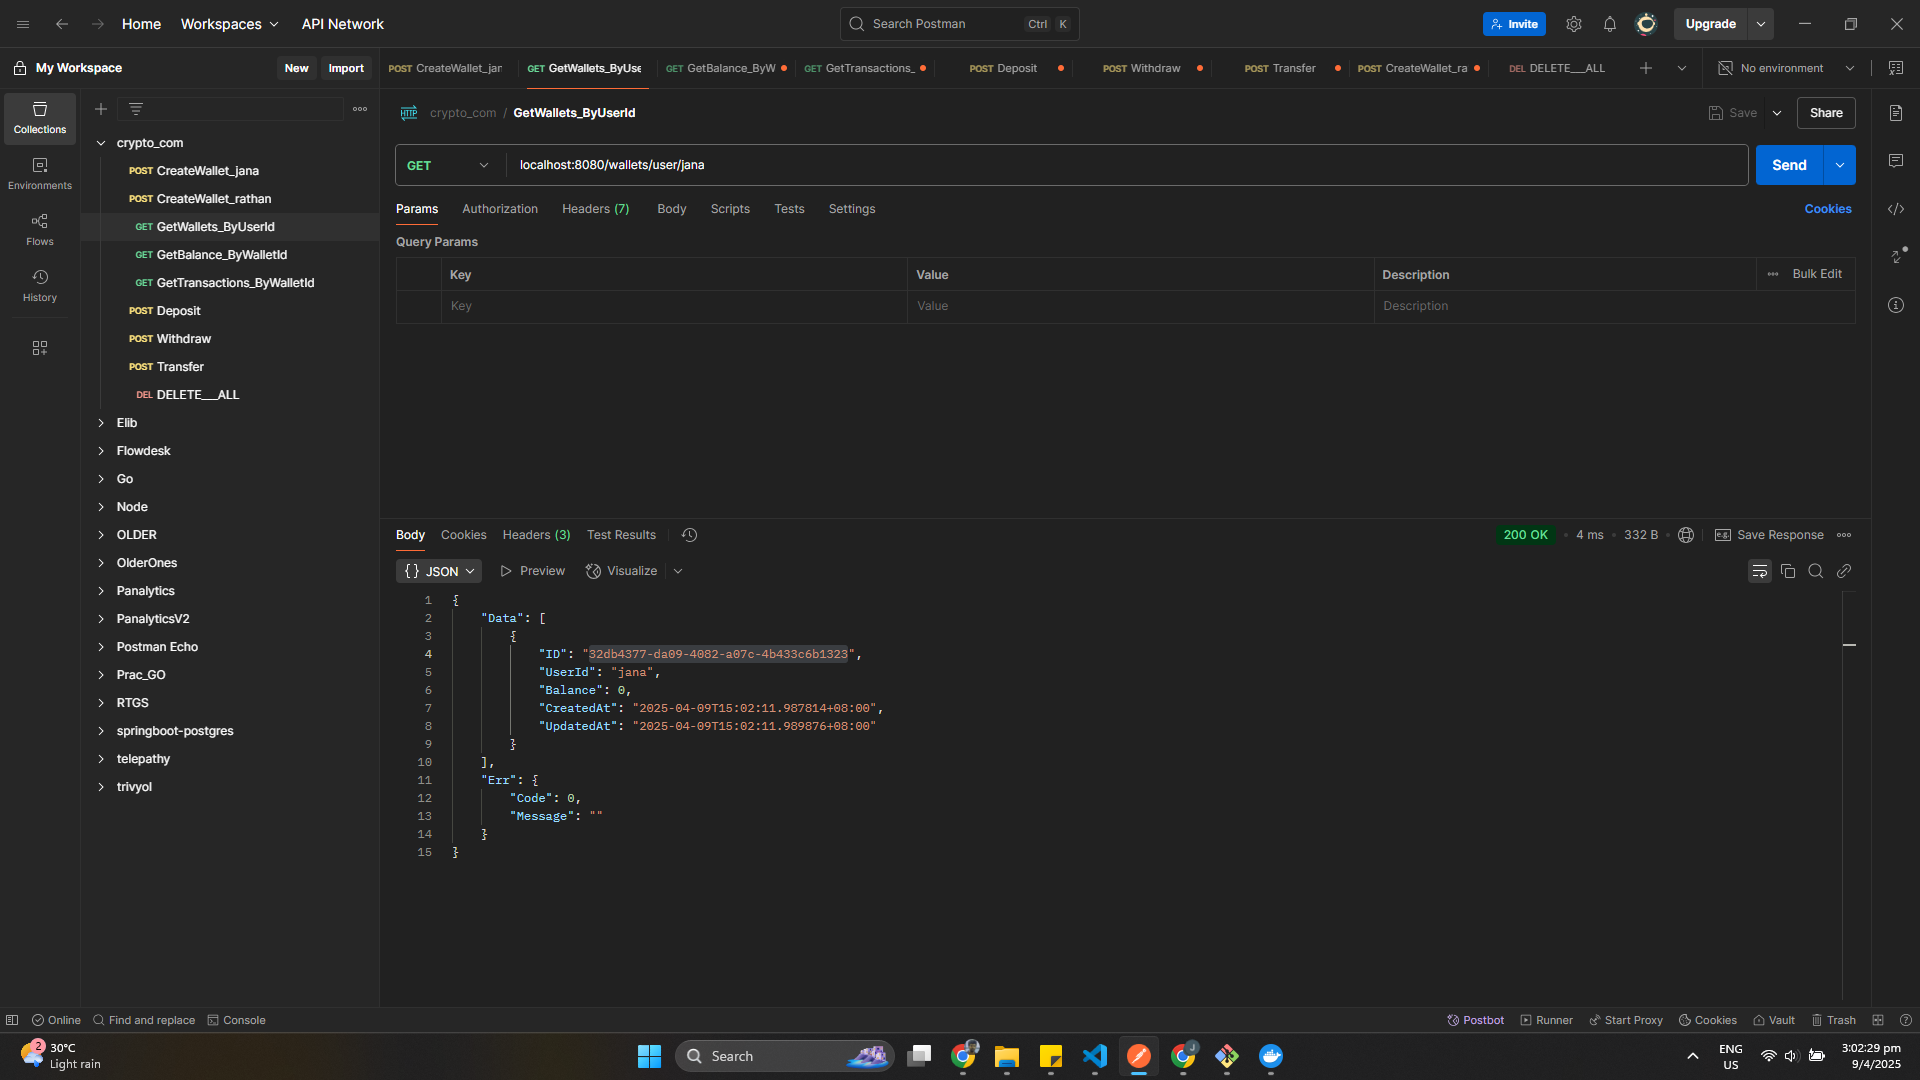 Home
Workspaces
API Network
Search Postman
Ctrl K
Invite
Upgrade
My Workspace
New
Import
POST CreateWallet_jar
GET GetWallets_ByUse
GET GetBalance_ByW
GET GetTransactions_
POST Deposit
POST Withdraw
POST Transfer
POST CreateWallet_ra
DEL DELETE___ALL
No environment
Collections
Environments
Flows
History
crypto_com
POST CreateWallet_jana
POST CreateWallet_rathan
GET GetWallets_ByUserId
GET GetBalance_ByWalletId
GET GetTransactions_ByWalletId
POST Deposit
POST Withdraw
POST Transfer
DEL DELETE___ALL
Elib
Flowdesk
Go
Node
OLDER
OlderOnes
Panalytics
PanalyticsV2
Postman Echo
Prac_GO
RTGS
springboot-postgres
telepathy
trivyol
HTTP crypto_com / GetWallets_ByUserId
Save
Share
GET
localhost:8080/wallets/user/jana
Send
Params
Authorization
Headers (7)
Body
Scripts
Tests
Settings
Cookies
Query Params
Key Value Description Bulk Edit
Key Value Description
Body
Cookies
Headers (3)
Test Results
200 OK
4 ms
332 B
e.g. Save Response
{} JSON
Preview
Visualize
1 {
2 "Data": [
3 {
4 "ID": "32db4377-da09-4082-a07c-4b433c6b1323",
5 "UserId": "jana",
6 "Balance": 0,
7 "CreatedAt": "2025-04-09T15:02:11.987814+08:00",
8 "UpdatedAt": "2025-04-09T15:02:11.989876+08:00"
9 }
10 ],
11 "Err": {
12 "Code": 0,
13 "Message": ""
14 }
15 }
Online
Find and replace
Console
Postbot
Runner
Start Proxy
Cookies
Vault
Trash
2
30°C
Light rain
Search
J
ENG
US
3:02:29 pm
9/4/2025